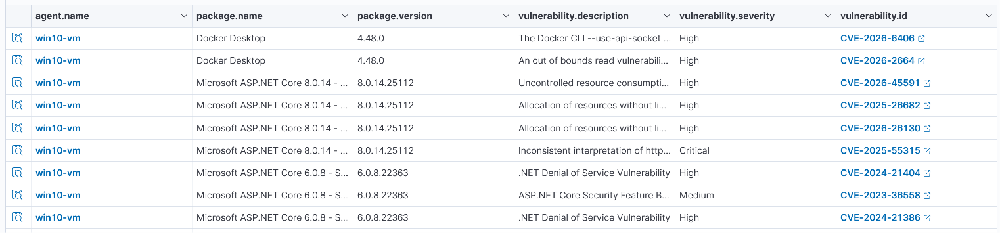 agent.name package.name package.version vulnerability.description vulnerability.severity vulnerability.id
win10-vm Docker Desktop 4.48.0 The Docker CLI --use-api-socket ... High CVE-2026-6406
win10-vm Docker Desktop 4.48.0 An out of bounds read vulnerabili... High CVE-2026-2664
win10-vm Microsoft ASP.NET Core 8.0.14 - ... 8.0.14.25112 Uncontrolled resource consumpti... High CVE-2026-45591
win10-vm Microsoft ASP.NET Core 8.0.14 - ... 8.0.14.25112 Allocation of resources without li... High CVE-2025-26682
win10-vm Microsoft ASP.NET Core 8.0.14 - ... 8.0.14.25112 Allocation of resources without li... High CVE-2026-26130
win10-vm Microsoft ASP.NET Core 8.0.14 - ... 8.0.14.25112 Inconsistent interpretation of http... Critical CVE-2025-55315
win10-vm Microsoft ASP.NET Core 6.0.8 - S... 6.0.8.22363 .NET Denial of Service Vulnerability High CVE-2024-21404
win10-vm Microsoft ASP.NET Core 6.0.8 - S... 6.0.8.22363 ASP.NET Core Security Feature B... Medium CVE-2023-36558
win10-vm Microsoft ASP.NET Core 6.0.8 - S... 6.0.8.22363 .NET Denial of Service Vulnerability High CVE-2024-21386